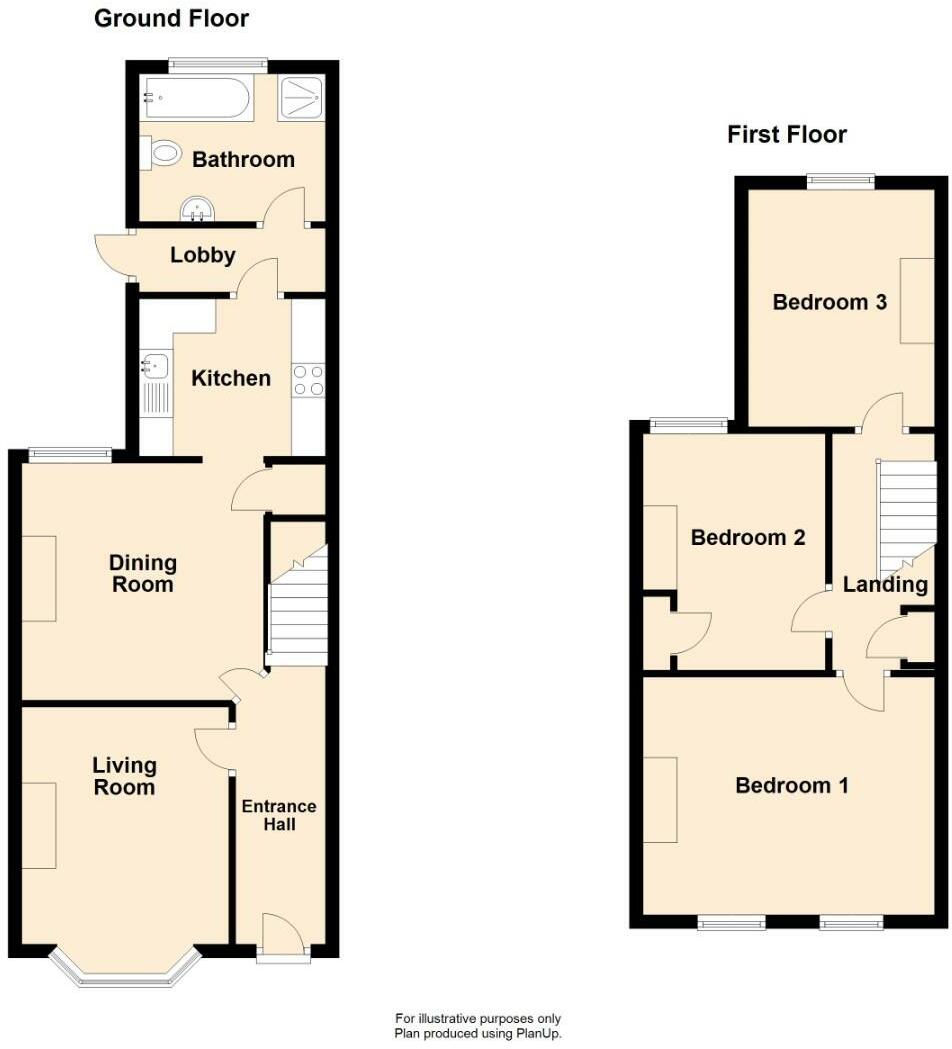 Ground Floor
Bathroom
Lobby
Kitchen
Dining
Room
Living
Room
Entrance
Hall
First Floor
Bedroom 3
Bedroom 2
Landing
Bedroom 1
For illustrative purposes only
Plan produced using PlanUp.